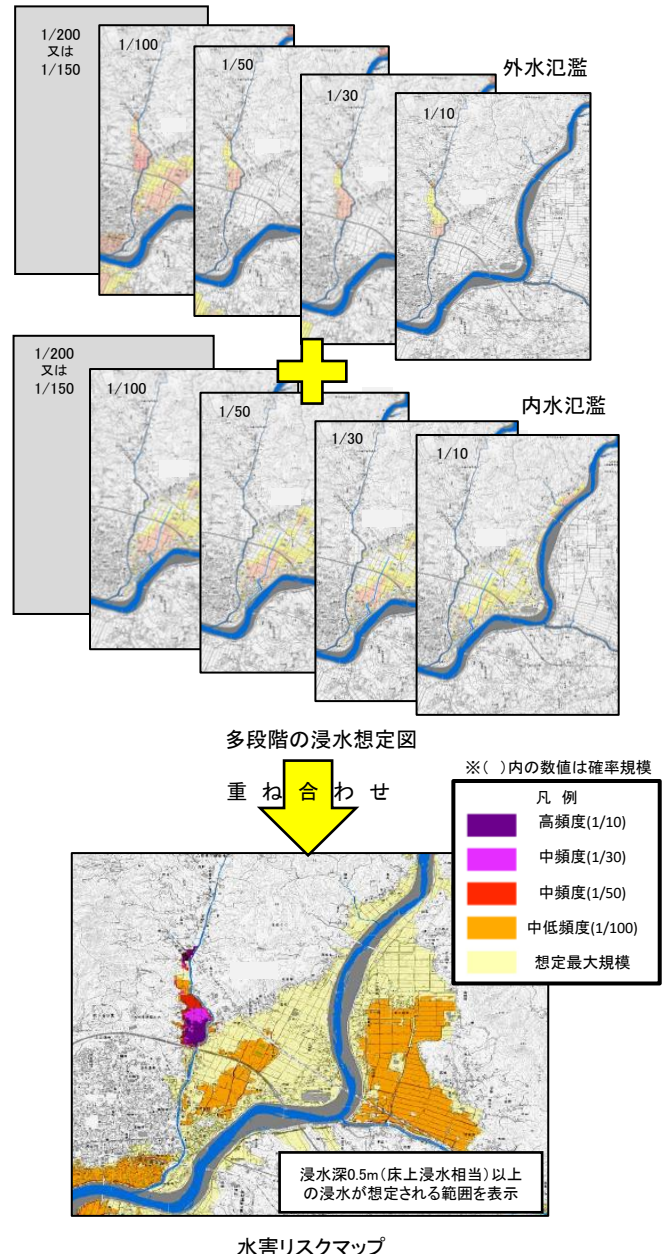 1/200
又は
1/150
1/100
1/50
1/30
1/10
外水氾濫
1/200
又は
1/150
1/100
1/50
1/30
1/10
内水氾濫
多段階の浸水想定図
重ね合わせ
※( )内の数値は確率規模
凡 例
高頻度(1/10)
中頻度(1/30)
中頻度(1/50)
中低頻度(1/100)
想定最大規模
浸水深0.5m(床上浸水相当)以上
の浸水が想定される範囲を表示
水害リスクマップ